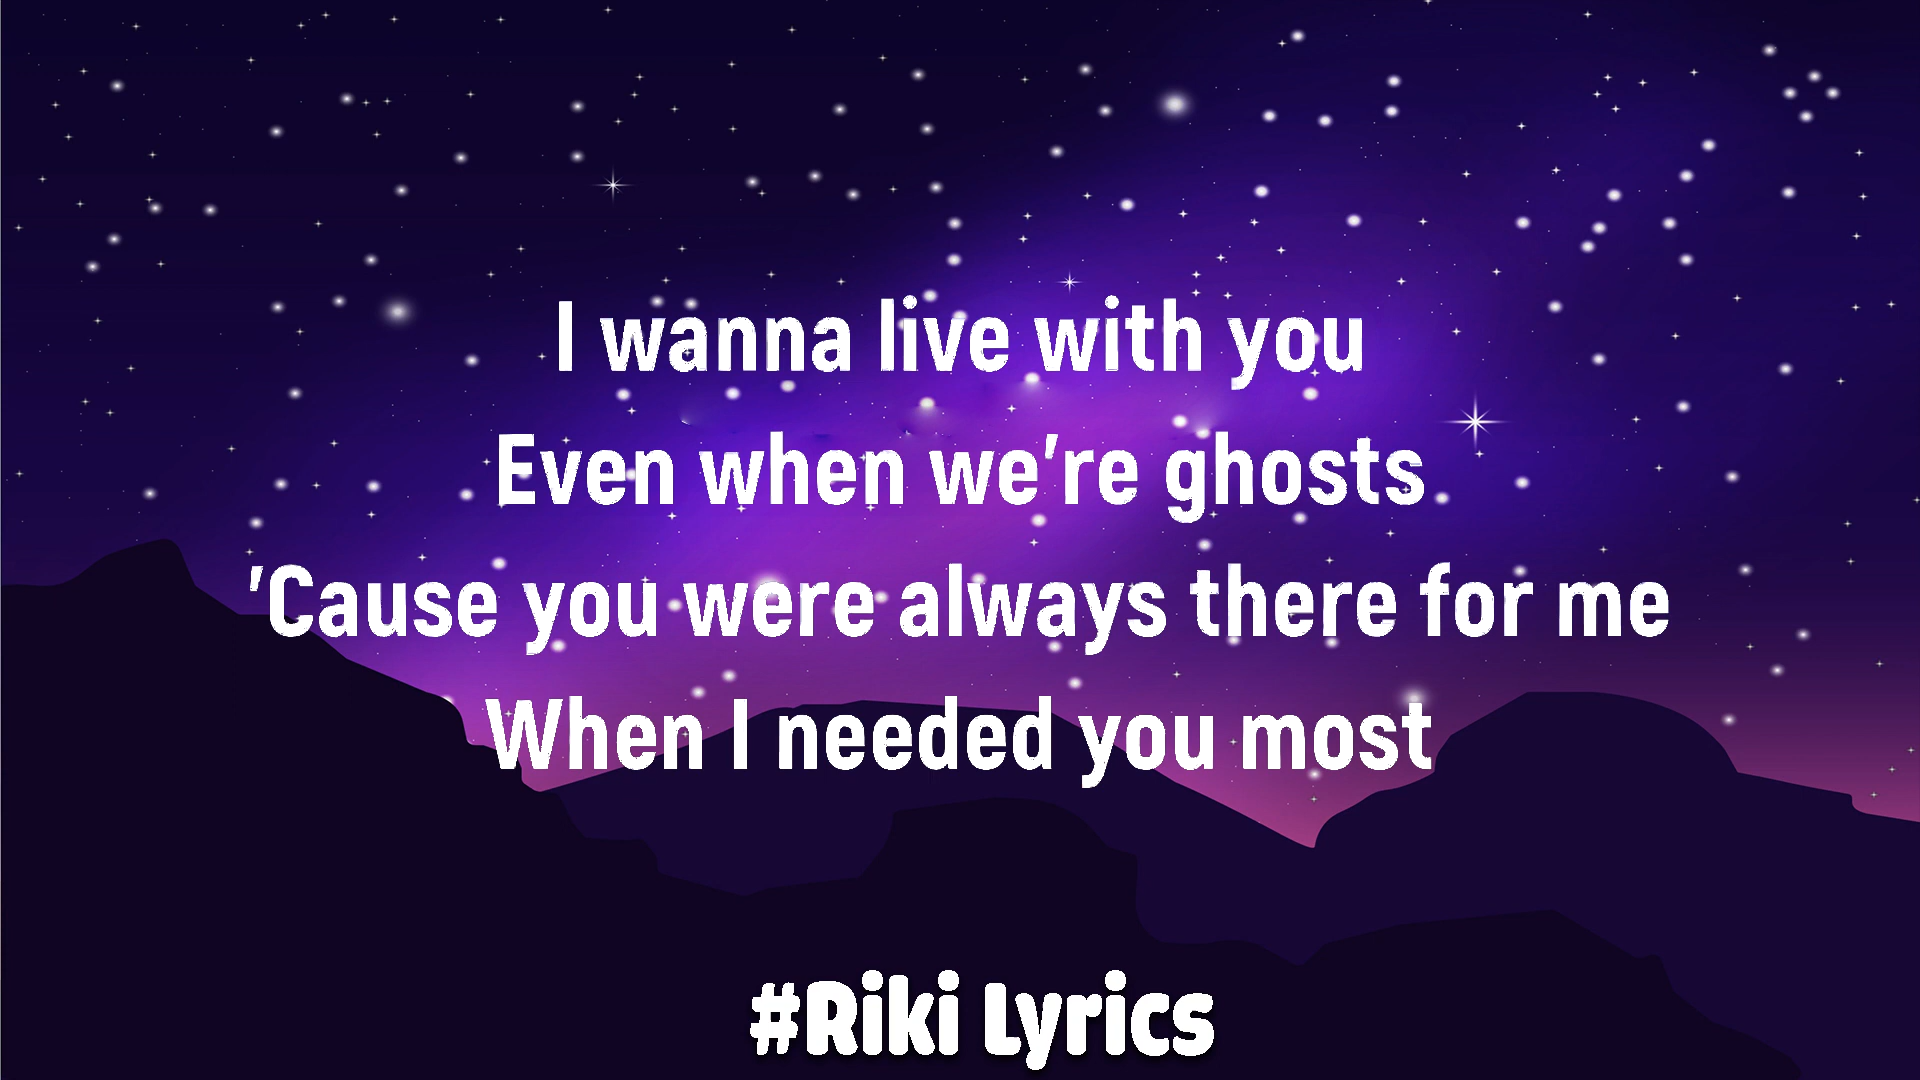 I wanna live with you
Even when we're ghosts
'Cause you were always there for me
When I needed you most
#Riki Lyrics